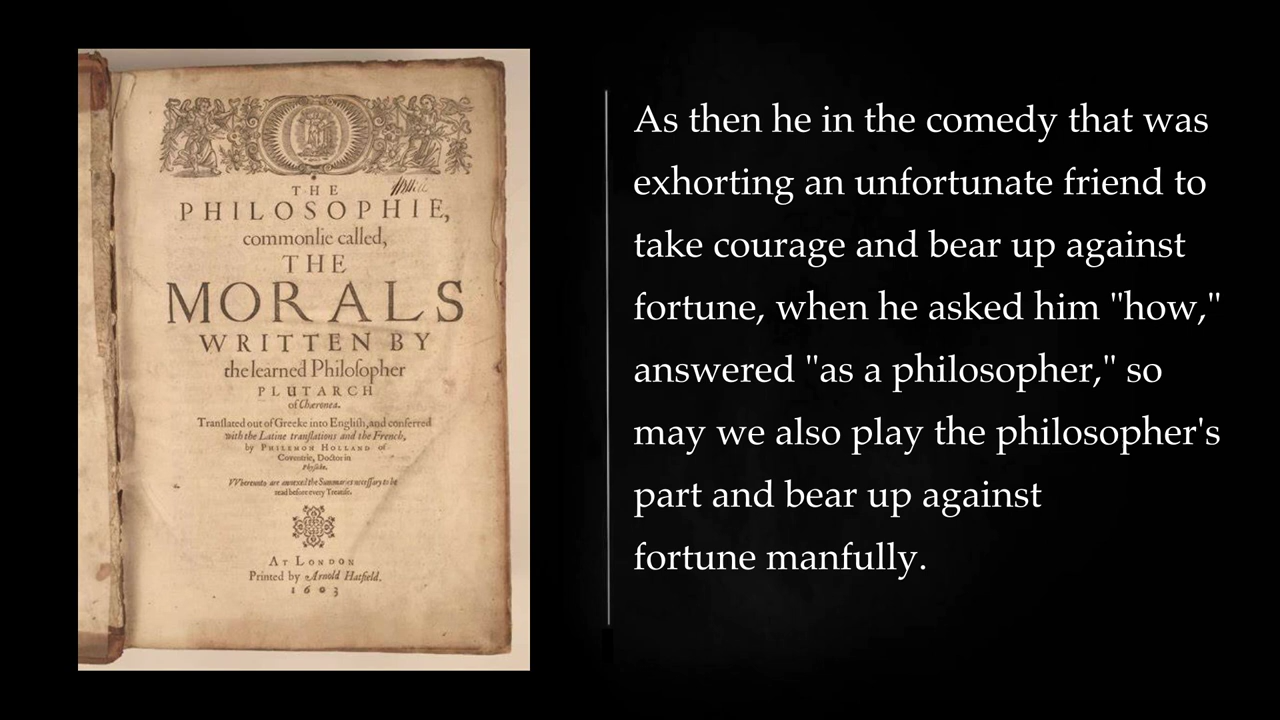 THE
PHILOSOPHIE,
commonlie called,
THE
MORALS
WRITTEN BY
the learned Philoſopher
PLUTARCH
of Chæronea.
Tranſlated out of Greeke into Engliſh, and conferred
with the Latine tranſlations and the French,
by PHILEMON HOLLAND of
Coventrie, Doctor in
Phyſicke.
VVhereunto are annexed the Summaries neceſſary to be
read before every Treatiſe.
AT LONDON
Printed by Arnold Hatfield.
1603
As then he in the comedy that was
exhorting an unfortunate friend to
take courage and bear up against
fortune, when he asked him "how,"
answered "as a philosopher," so
may we also play the philosopher's
part and bear up against
fortune manfully.